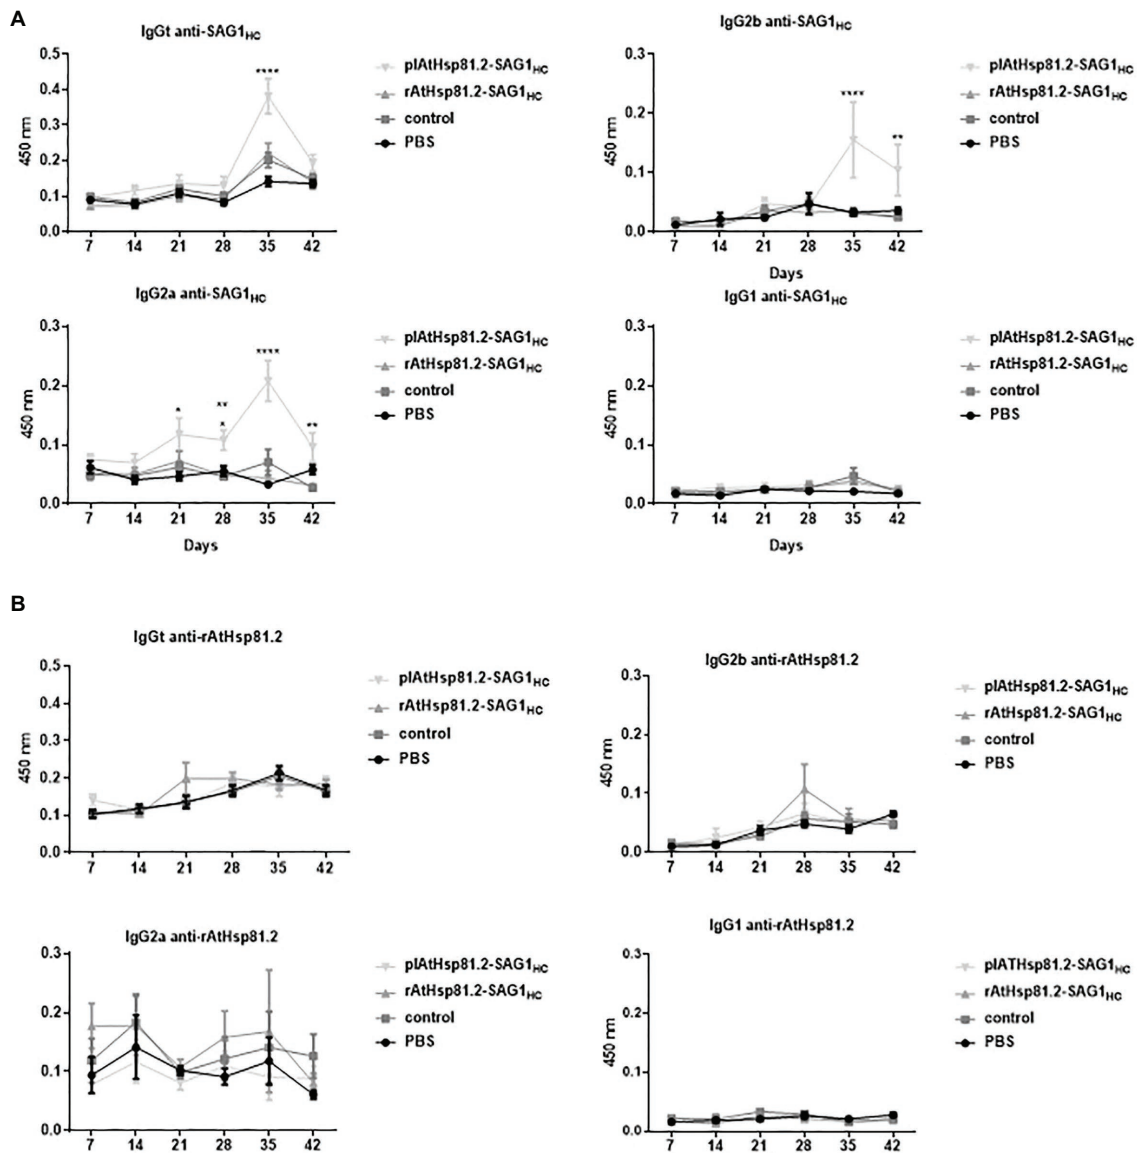 A
IgGt anti-SAG1HC
0.5
0.4
0.3
0.2
0.1
0.0
450 nm
7 14 21 28 35 42
****
plAtHsp81.2-SAG1HC
rAtHsp81.2-SAG1HC
control
PBS
IgG2b anti-SAG1HC
0.3
0.2
0.1
0.0
450 nm
7 14 21 28 35 42
Days
****
**
plAtHsp81.2-SAG1HC
rAtHsp81.2-SAG1HC
control
PBS
IgG2a anti-SAG1HC
0.3
0.2
0.1
0.0
450 nm
7 14 21 28 35 42
Days
*
**
*
****
**
plAtHsp81.2-SAG1HC
rAtHsp81.2-SAG1HC
control
PBS
IgG1 anti-SAG1HC
0.3
0.2
0.1
0.0
450 nm
7 14 21 28 35 42
Days
plAtHsp81.2-SAG1HC
rAtHsp81.2-SAG1HC
control
PBS
B
IgGt anti-rAtHsp81.2
0.5
0.4
0.3
0.2
0.1
0.0
450 nm
7 14 21 28 35 42
plAtHsp81.2-SAG1HC
rAtHsp81.2-SAG1HC
control
PBS
IgG2b anti-rAtHsp81.2
0.3
0.2
0.1
0.0
450 nm
7 14 21 28 35 42
plAtHsp81.2-SAG1HC
rAtHsp81.2-SAG1HC
control
PBS
IgG2a anti-rAtHsp81.2
0.3
0.2
0.1
0.0
450 nm
7 14 21 28 35 42
plAtHsp81.2-SAG1HC
rAtHsp81.2-SAG1HC
control
PBS
IgG1 anti-rAtHsp81.2
0.3
0.2
0.1
0.0
450 nm
7 14 21 28 35 42
plATHsp81.2-SAG1HC
rAtHsp81.2-SAG1HC
control
PBS